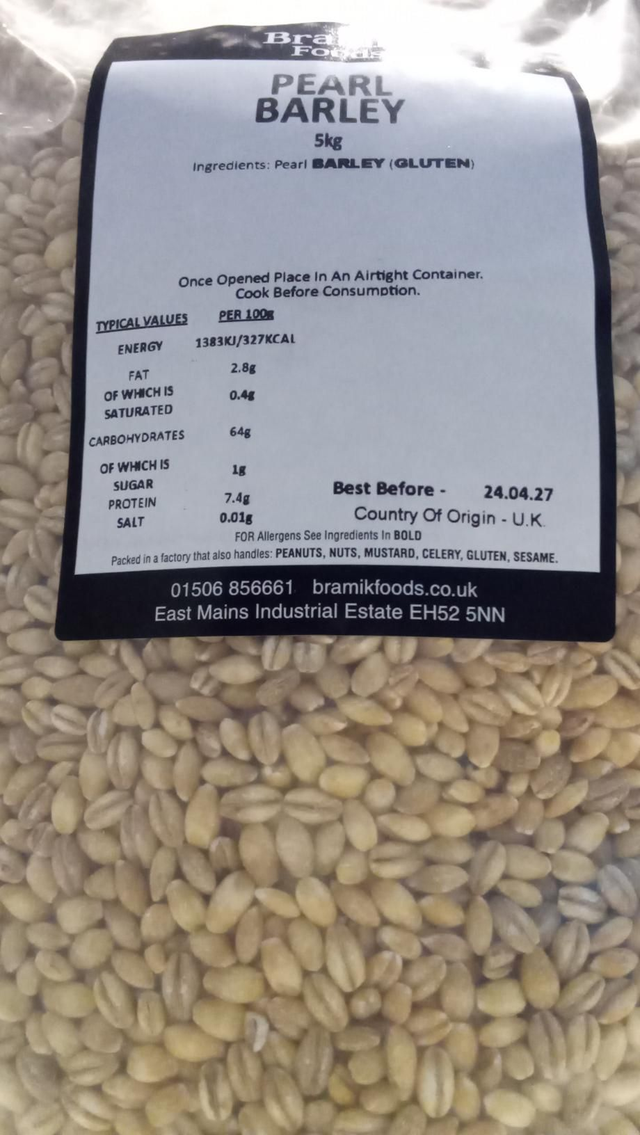 Foods
PEARL
BARLEY
5kg
Ingredients: Pearl BARLEY (GLUTEN)
Once Opened Place In An Airtight Container.
Cook Before Consumption.
TYPICAL VALUES PER 100g
ENERGY 1383KJ/327KCAL
FAT 2.8g
OF WHICH IS
SATURATED 0.4g
CARBOHYDRATES 64g
OF WHICH IS
SUGAR 1g
PROTEIN 7.4g
SALT 0.01g
Best Before - 24.04.27
Country Of Origin - U.K.
FOR Allergens See Ingredients In BOLD
Packed in a factory that also handles: PEANUTS, NUTS, MUSTARD, CELERY, GLUTEN, SESAME.
01506 856661 bramikfoods.co.uk
East Mains Industrial Estate EH52 5NN